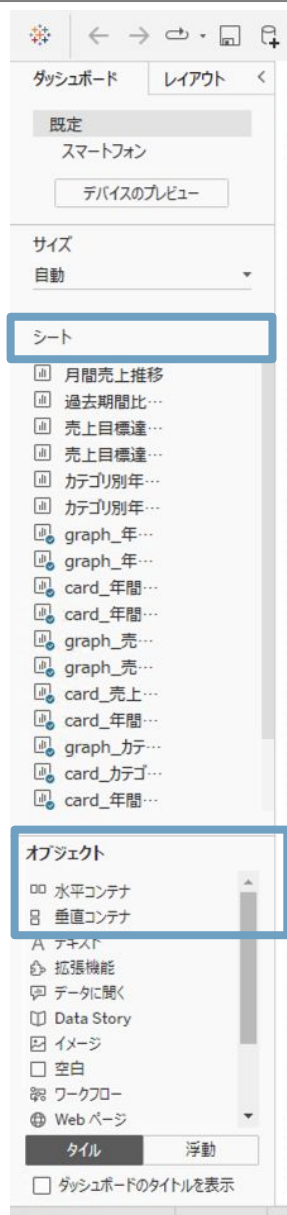 ダッシュボード レイアウト
既定
スマートフォン
デバイスのプレビュー
サイズ
自動
シート
月間売上推移
過去期間比…
売上目標達…
売上目標達…
カテゴリ別年…
カテゴリ別年…
graph_年…
graph_年…
card_年間…
card_年間…
graph_売…
graph_売…
card_売上…
card_年間…
graph_カテ…
card_カテゴ…
card_年間…
オブジェクト
水平コンテナ
垂直コンテナ
テキスト
拡張機能
データに聞く
Data Story
イメージ
空白
ワークフロー
Web ページ
タイル 浮動
ダッシュボードのタイトルを表示